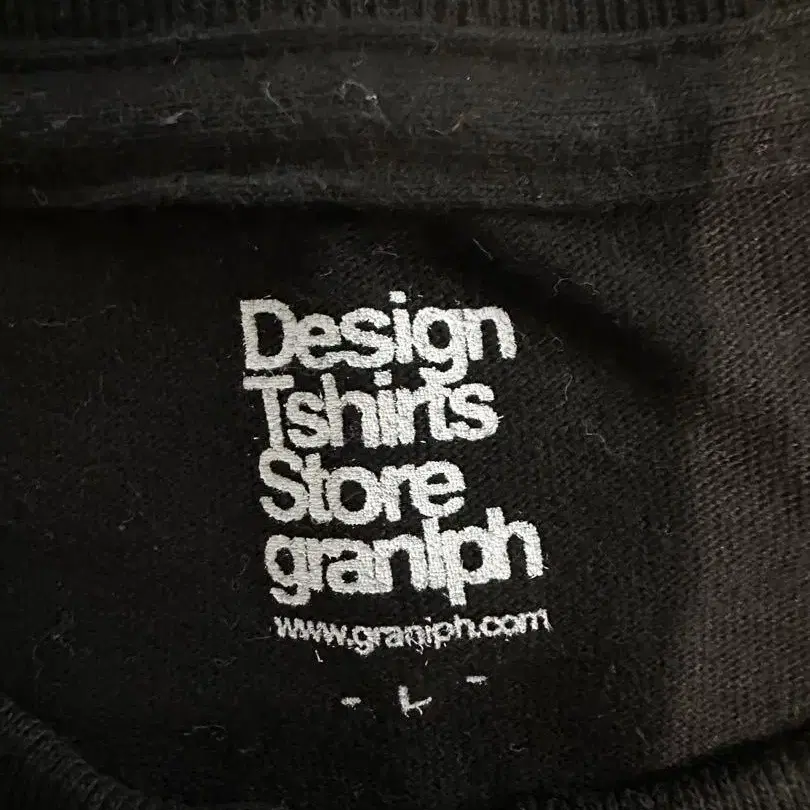 Design
Tshirts
Store
graniph
www.graniph.com
- L -